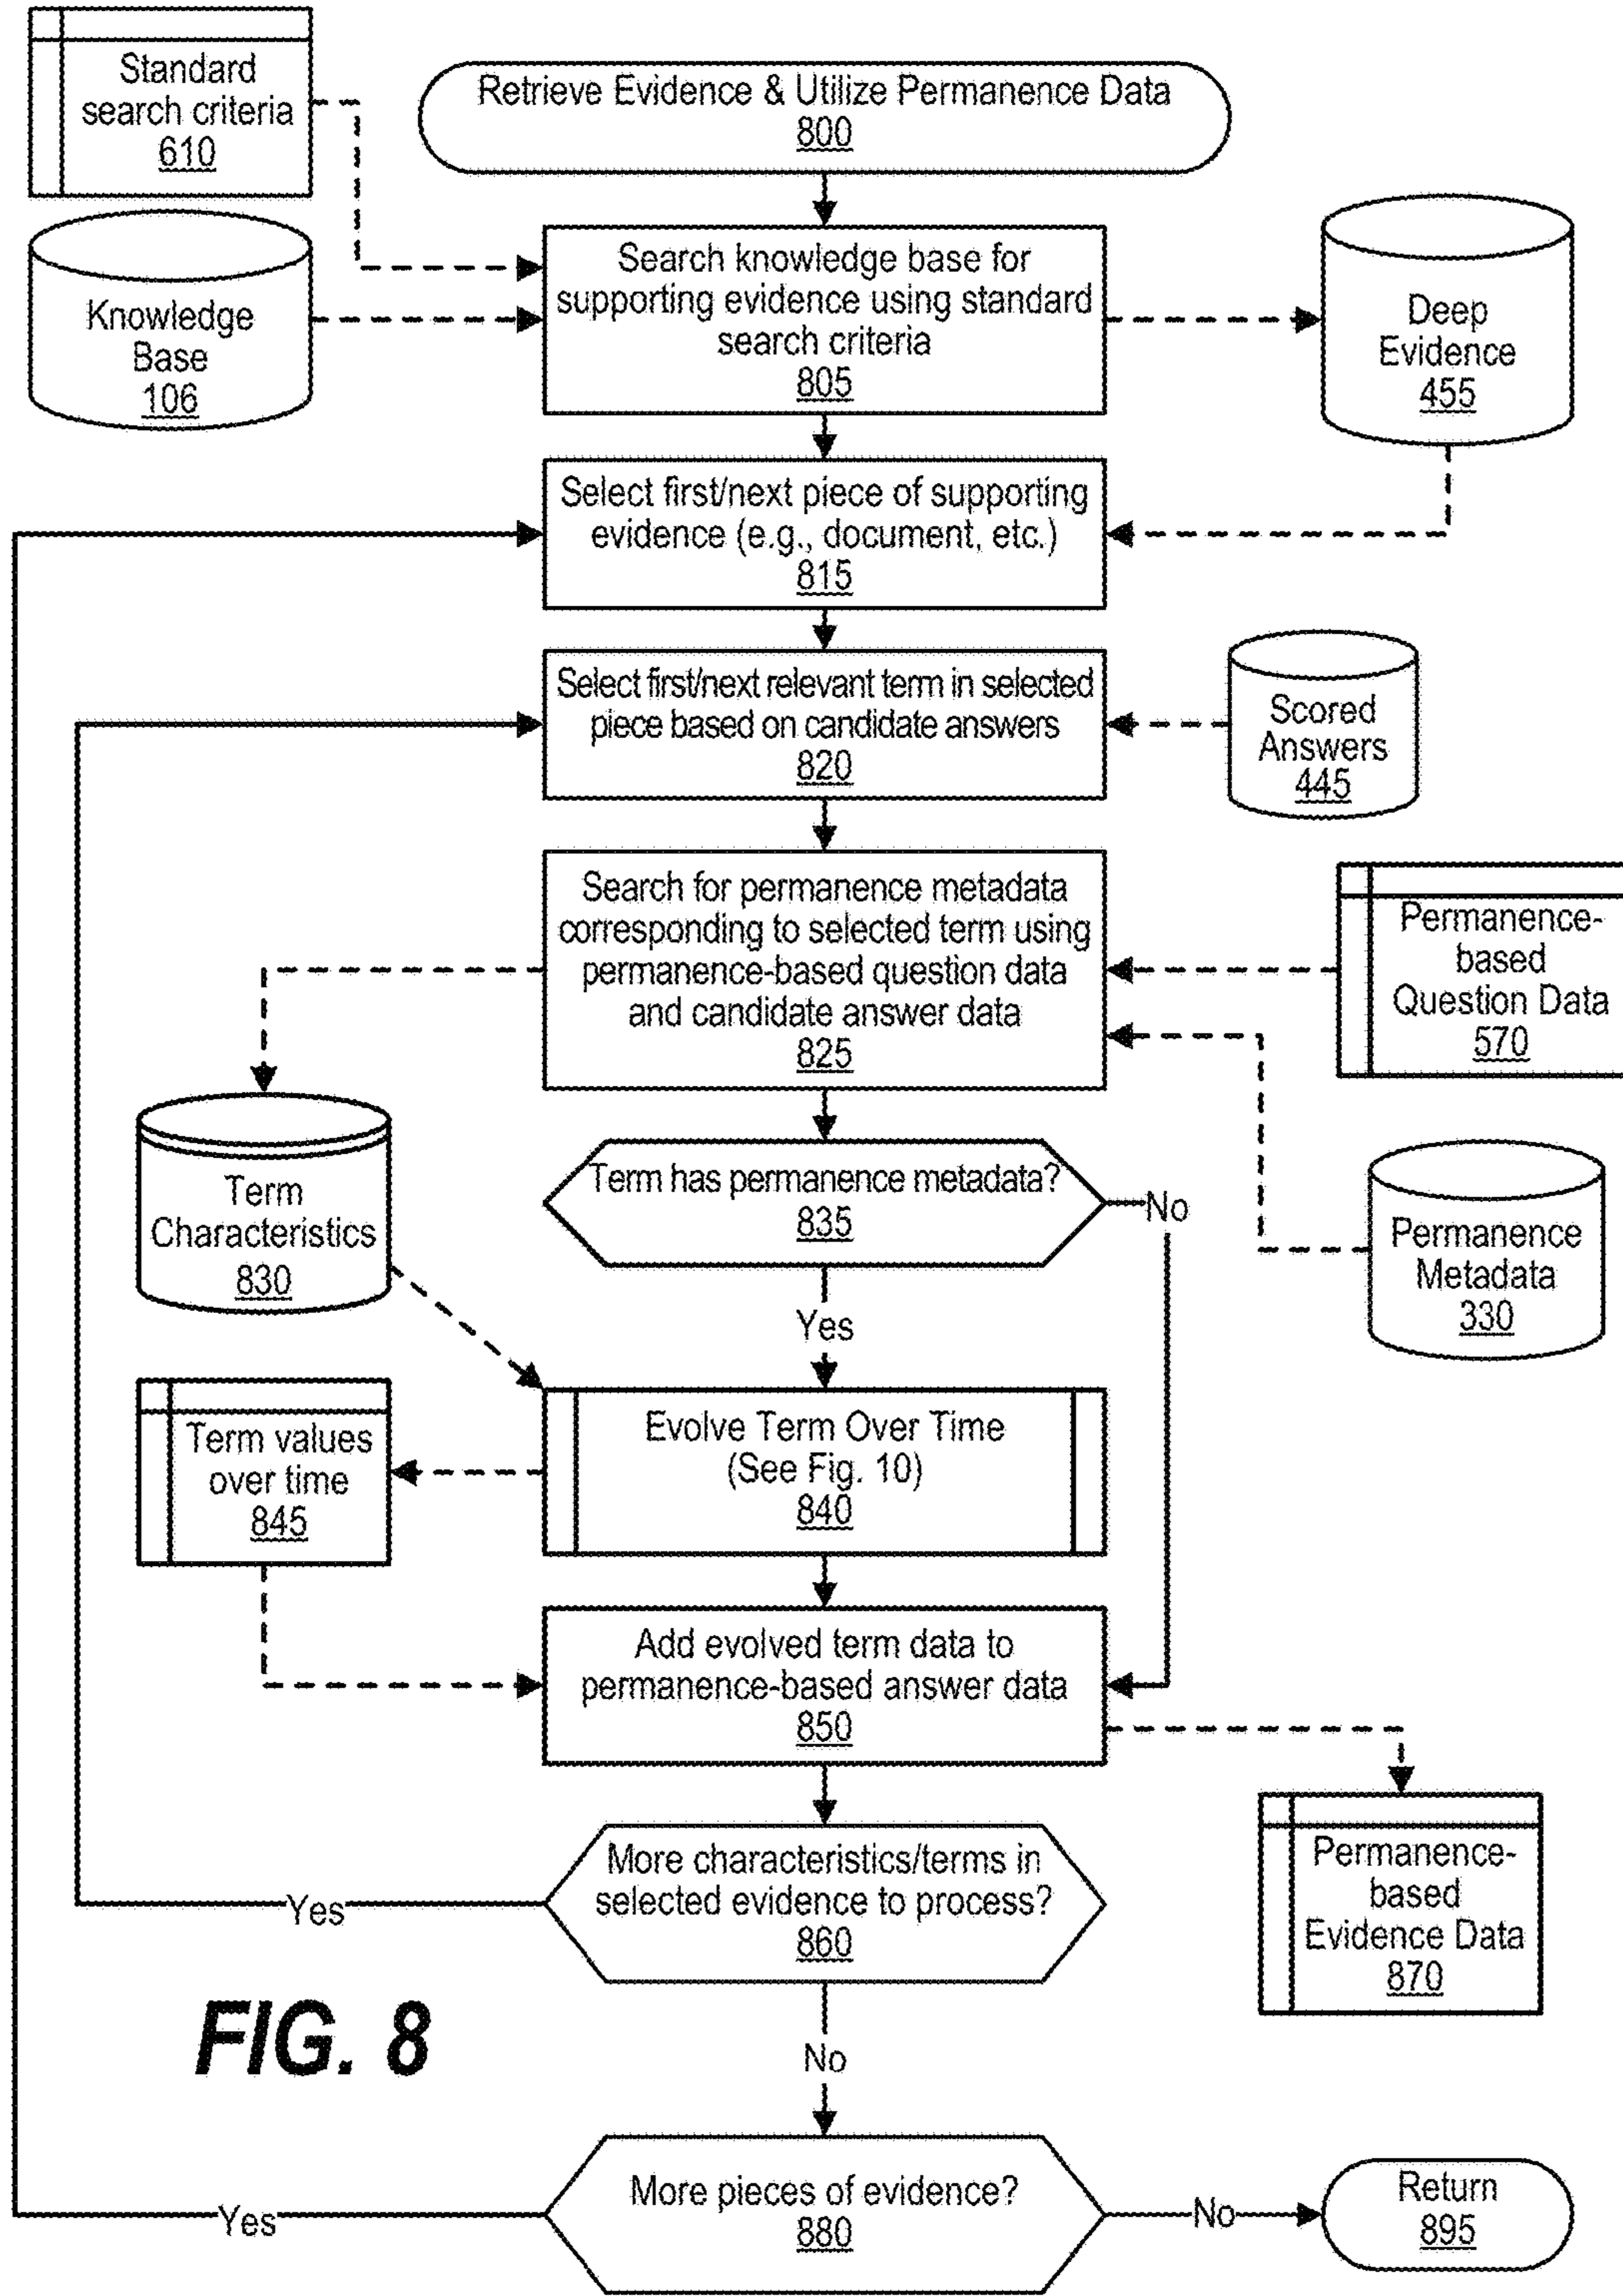 Standard
search criteria
610
Retrieve Evidence & Utilize Permanence Data
800
Knowledge
Base
106
Search knowledge base for
supporting evidence using standard
search criteria
805
Deep
Evidence
455
Select first/next piece of supporting
evidence (e.g., document, etc.)
815
Select first/next relevant term in selected
piece based on candidate answers
820
Scored
Answers
445
Search for permanence metadata
corresponding to selected term using
permanence-based question data
and candidate answer data
825
Permanence-
based
Question Data
570
Term
Characteristics
830
Term has permanence metadata?
835
No
Permanence
Metadata
330
Yes
Term values
over time
845
Evolve Term Over Time
(See Fig. 10)
840
Add evolved term data to
permanence-based answer data
850
More characteristics/terms in
selected evidence to process?
860
Yes
Permanence-
based
Evidence Data
870
FIG. 8
No
More pieces of evidence?
880
Yes
No
Return
895